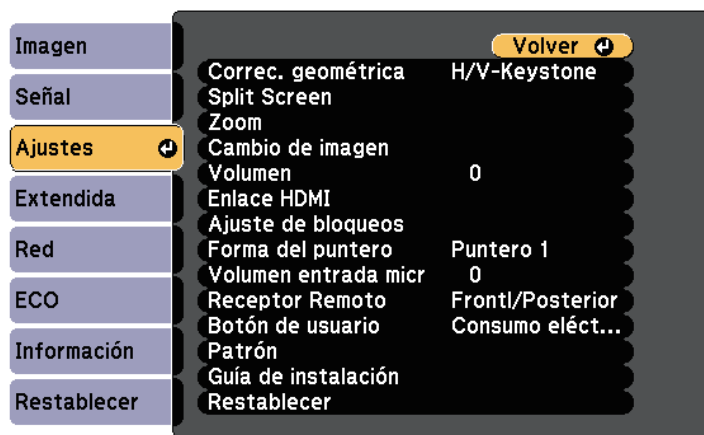 Imagen
Señal
Ajustes
Extendida
Red
ECO
Información
Restablecer
Volver
Correc. geométrica H/V-Keystone
Split Screen
Zoom
Cambio de imagen
Volumen 0
Enlace HDMI
Ajuste de bloqueos
Forma del puntero Puntero 1
Volumen entrada micr 0
Receptor Remoto Frontl/Posterior
Botón de usuario Consumo eléct...
Patrón
Guía de instalación
Restablecer